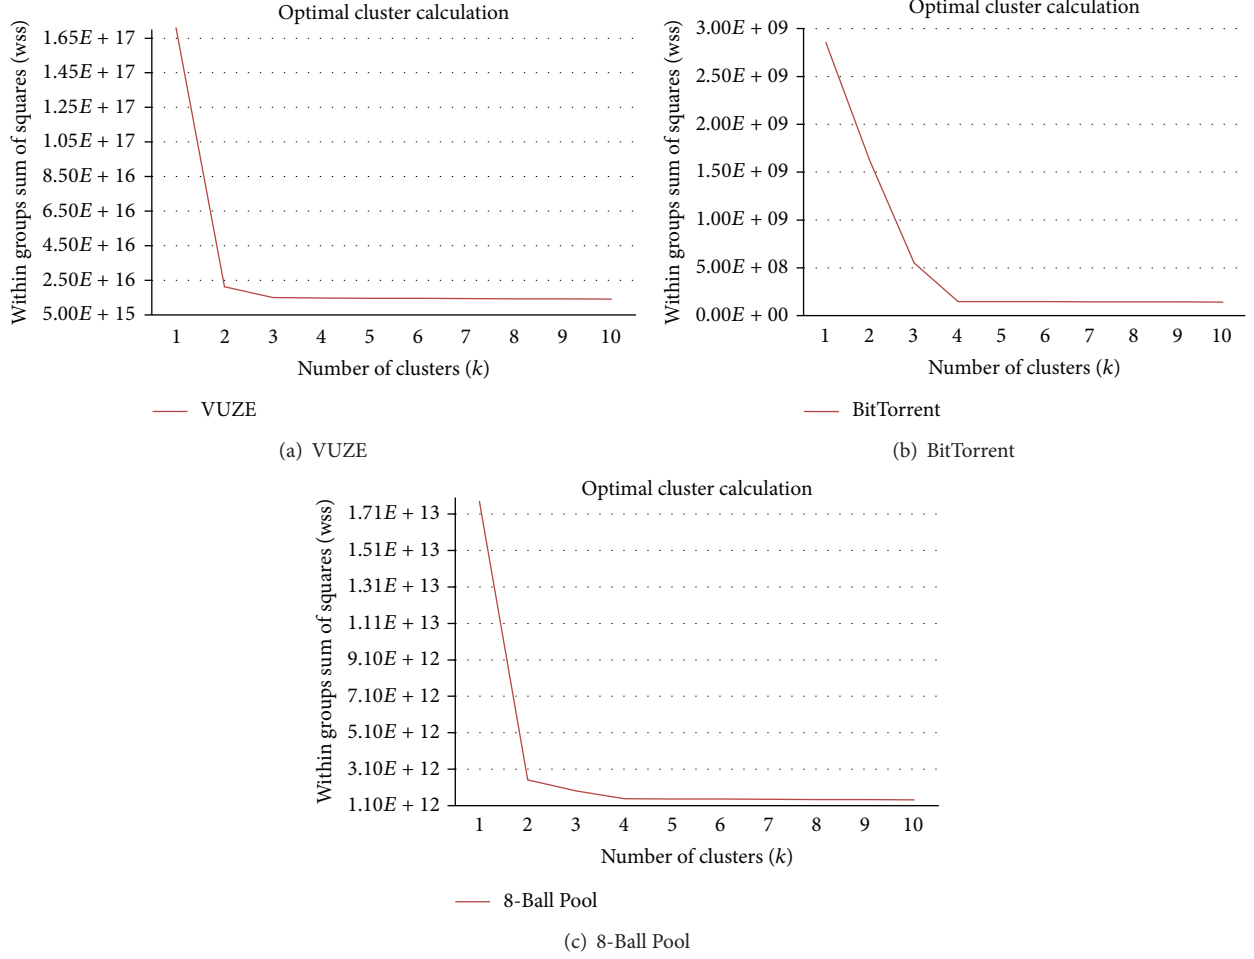 Optimal cluster calculation
Within groups sum of squares (wss)
1.65E + 17
1.45E + 17
1.25E + 17
1.05E + 17
8.50E + 16
6.50E + 16
4.50E + 16
2.50E + 16
5.00E + 15
1 2 3 4 5 6 7 8 9 10
Number of clusters (k)
VUZE
(a) VUZE
Optimal cluster calculation
Within groups sum of squares (wss)
3.00E + 09
2.50E + 09
2.00E + 09
1.50E + 09
1.00E + 09
5.00E + 08
0.00E + 00
1 2 3 4 5 6 7 8 9 10
Number of clusters (k)
BitTorrent
(b) BitTorrent
Optimal cluster calculation
Within groups sum of squares (wss)
1.71E + 13
1.51E + 13
1.31E + 13
1.11E + 13
9.10E + 12
7.10E + 12
5.10E + 12
3.10E + 12
1.10E + 12
1 2 3 4 5 6 7 8 9 10
Number of clusters (k)
8-Ball Pool
(c) 8-Ball Pool